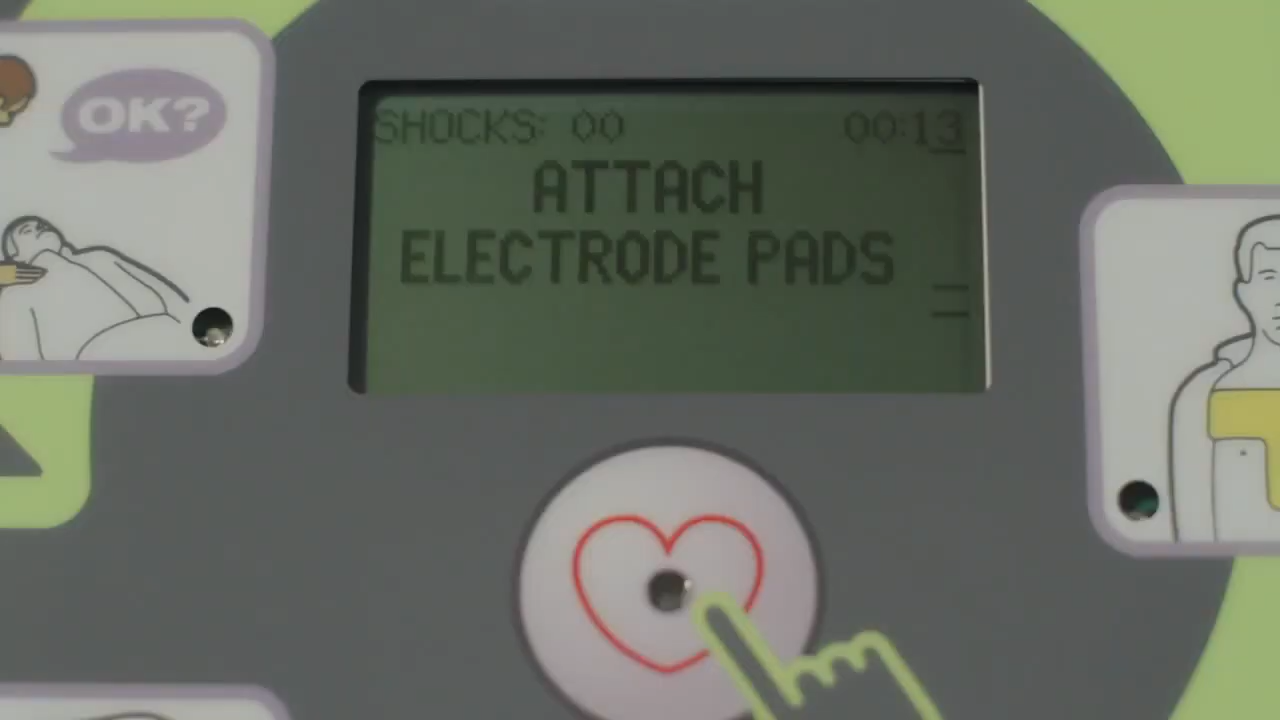 OK?
SHOCKS: 00 00:13
ATTACH
ELECTRODE PADS